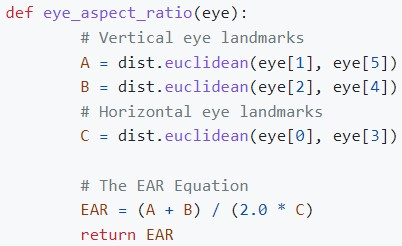 def eye_aspect_ratio(eye):
        # Vertical eye landmarks
        A = dist.euclidean(eye[1], eye[5])
        B = dist.euclidean(eye[2], eye[4])
        # Horizontal eye landmarks
        C = dist.euclidean(eye[0], eye[3])

        # The EAR Equation
        EAR = (A + B) / (2.0 * C)
        return EAR